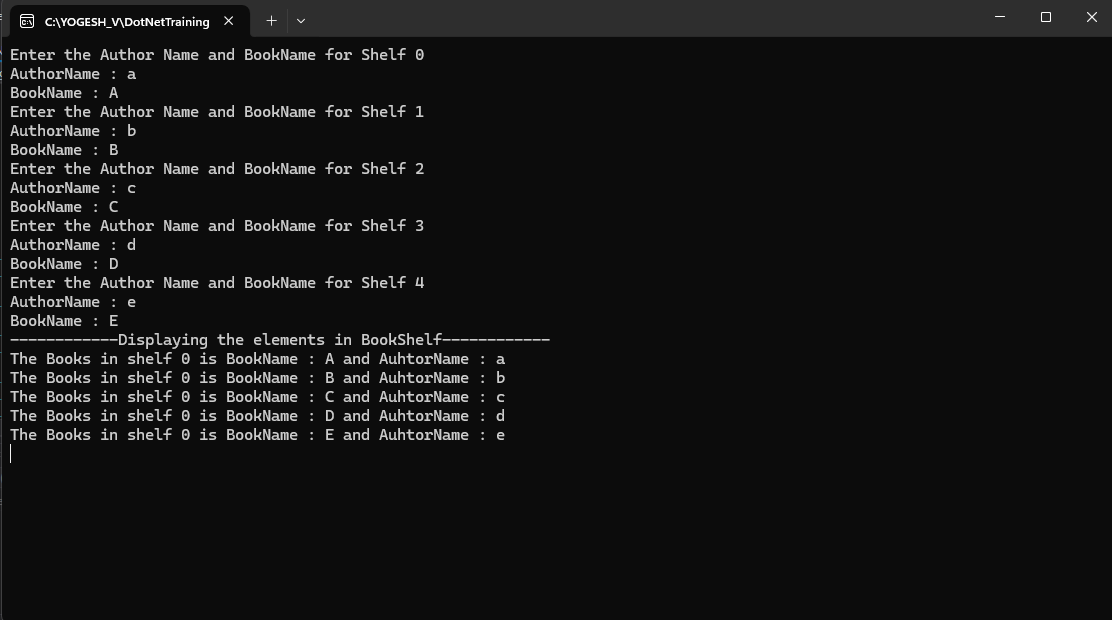 C:\YOGESH_V\DotNetTraining
Enter the Author Name and BookName for Shelf 0
AuthorName : a
BookName : A
Enter the Author Name and BookName for Shelf 1
AuthorName : b
BookName : B
Enter the Author Name and BookName for Shelf 2
AuthorName : c
BookName : C
Enter the Author Name and BookName for Shelf 3
AuthorName : d
BookName : D
Enter the Author Name and BookName for Shelf 4
AuthorName : e
BookName : E
------------Displaying the elements in BookShelf------------
The Books in shelf 0 is BookName : A and AuhtorName : a
The Books in shelf 0 is BookName : B and AuhtorName : b
The Books in shelf 0 is BookName : C and AuhtorName : c
The Books in shelf 0 is BookName : D and AuhtorName : d
The Books in shelf 0 is BookName : E and AuhtorName : e